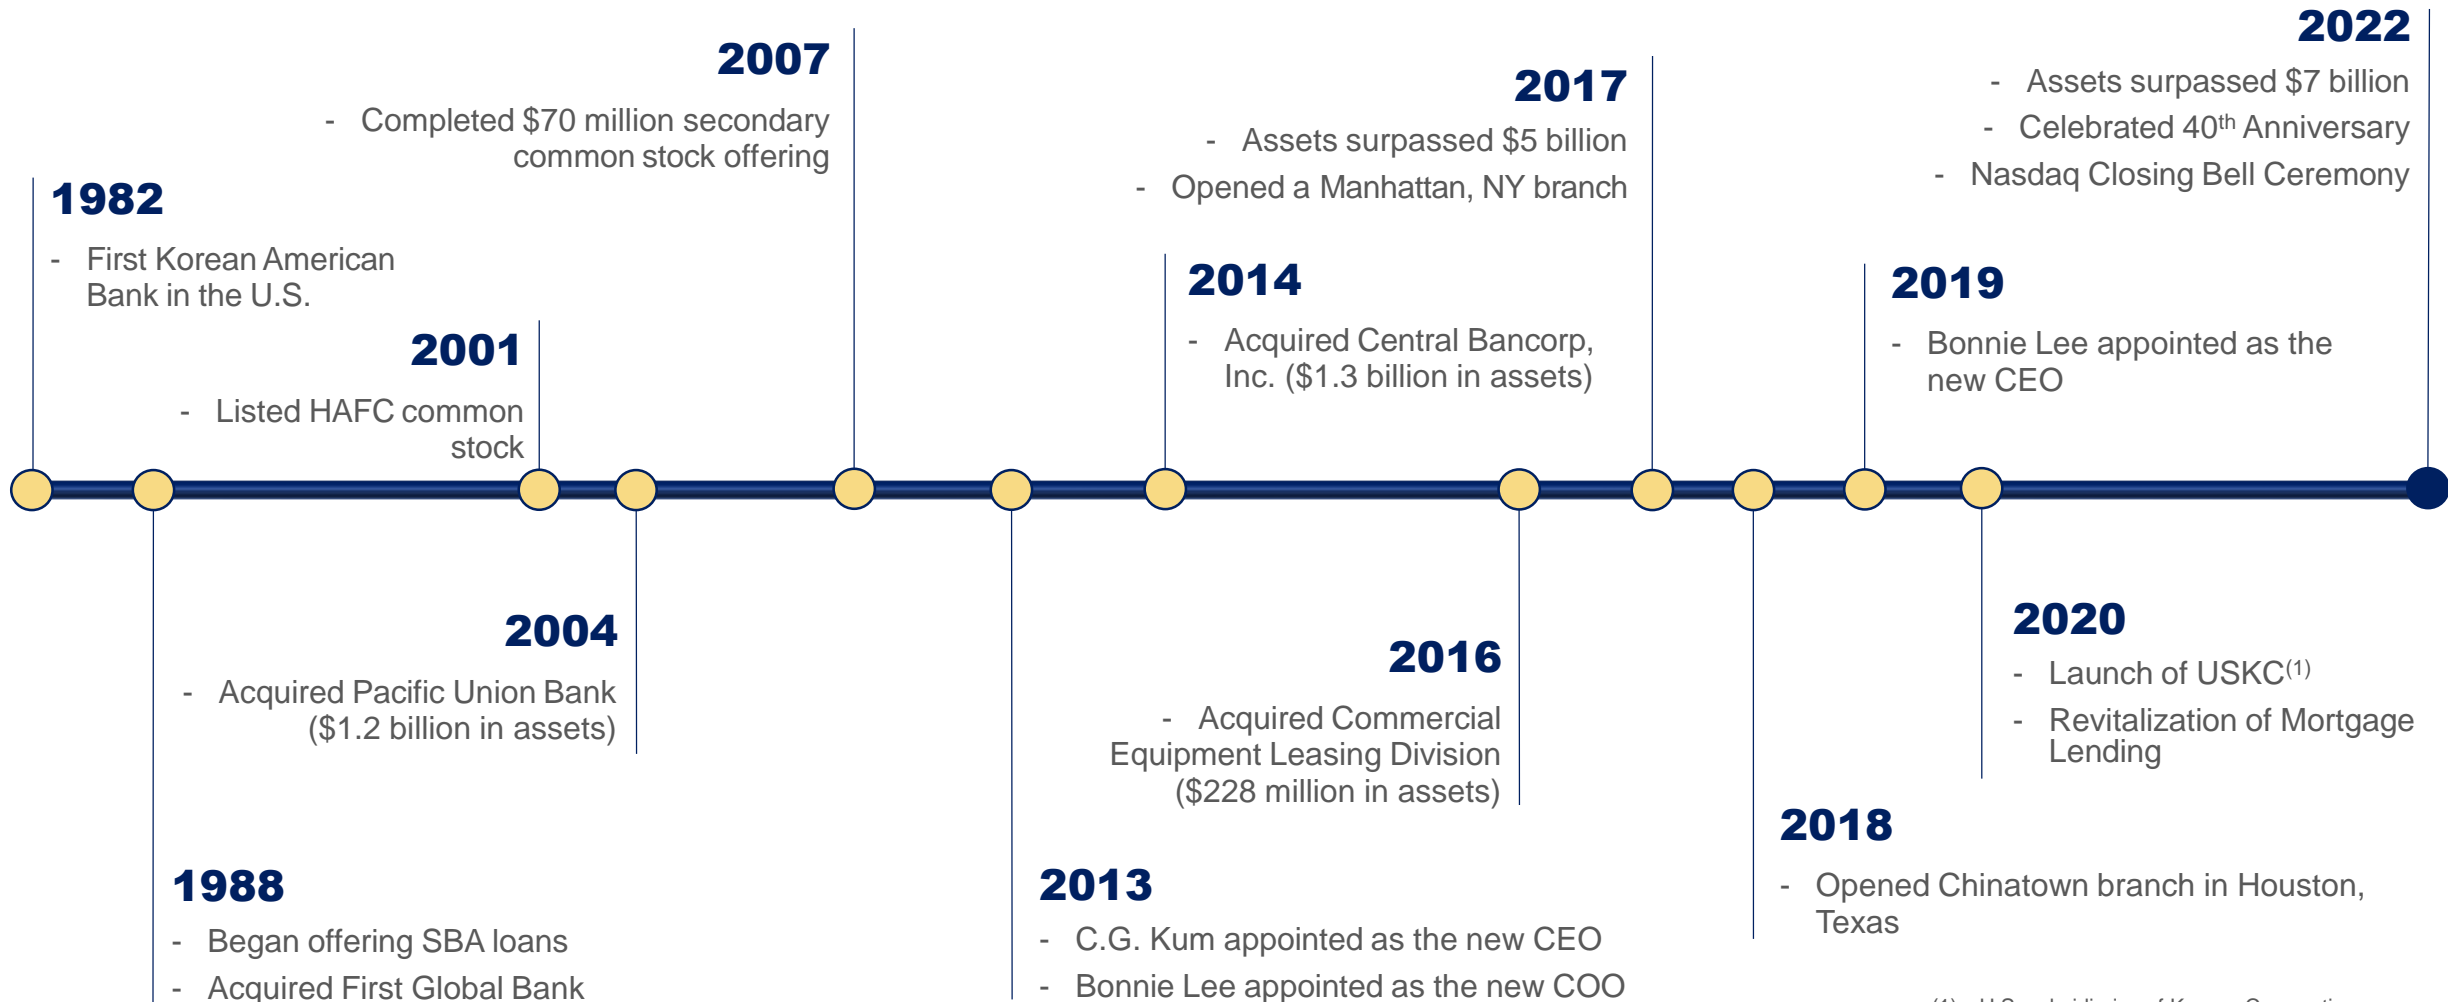 1982
- First Korean American
Bank in the U.S.
2001
- Listed HAFC common
stock
2007
- Completed $70 million secondary
common stock offering
2014
- Acquired Central Bancorp,
Inc. ($1.3 billion in assets)
2017
- Assets surpassed $5 billion
- Opened a Manhattan, NY branch
2019
- Bonnie Lee appointed as the
new CEO
2022
- Assets surpassed $7 billion
- Celebrated 40th Anniversary
- Nasdaq Closing Bell Ceremony
1988
- Began offering SBA loans
- Acquired First Global Bank
2004
- Acquired Pacific Union Bank
($1.2 billion in assets)
2013
- C.G. Kum appointed as the new CEO
- Bonnie Lee appointed as the new COO
2016
- Acquired Commercial
Equipment Leasing Division
($228 million in assets)
2018
- Opened Chinatown branch in Houston,
Texas
2020
- Launch of USKC(1)
- Revitalization of Mortgage
Lending